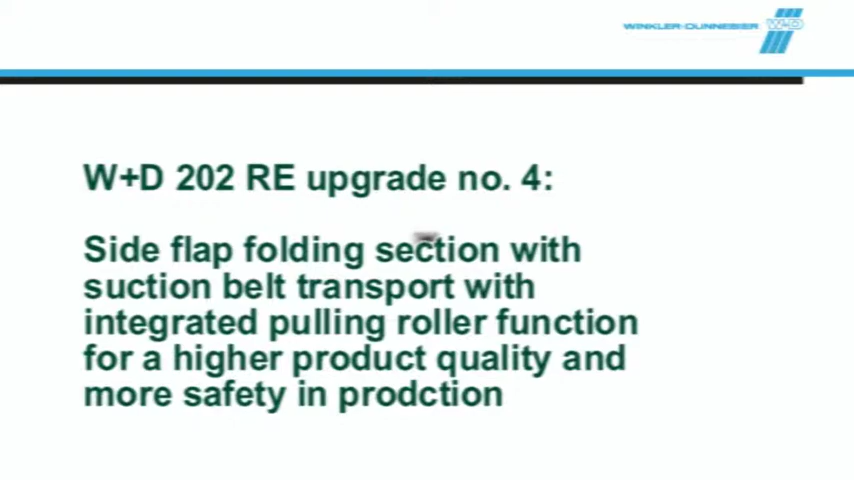 WINKLER+DÜNNEBIER W+D
W+D 202 RE upgrade no. 4:
Side flap folding section with
suction belt transport with
integrated pulling roller function
for a higher product quality and
more safety in prodction